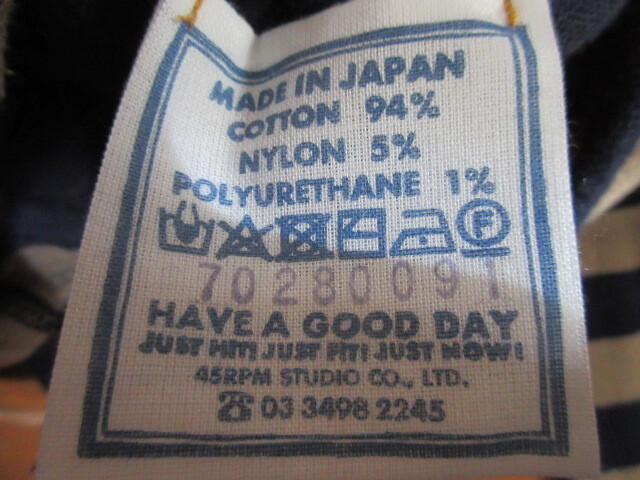 MADE IN JAPAN
COTTON 94%
NYLON 5%
POLYURETHANE 1%
F
70280091
HAVE A GOOD DAY
JUST HIT! JUST FIT! JUST NOW!
45RPM STUDIO CO., LTD.
☎ 03 3498 2245